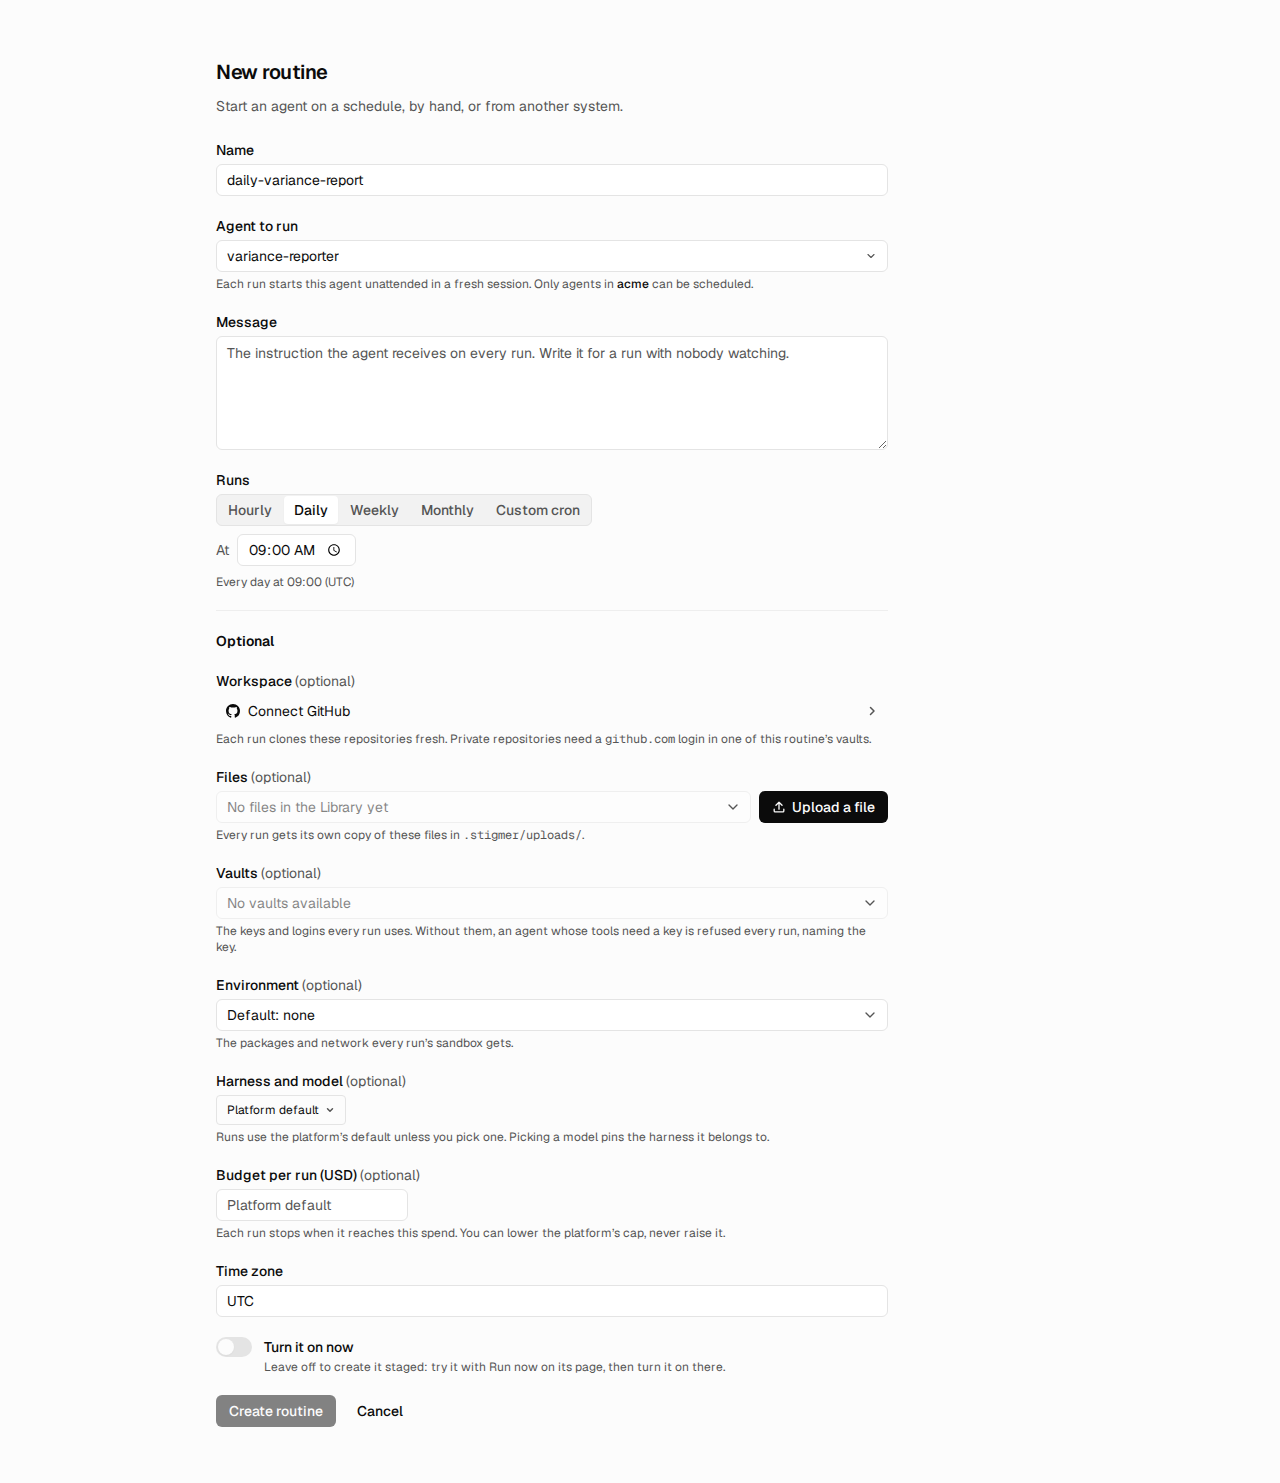 New routine
Start an agent on a schedule, by hand, or from another system.
Name
daily-variance-report
Agent to run
variance-reporter
Each run starts this agent unattended in a fresh session. Only agents in acme can be scheduled.
Message
The instruction the agent receives on every run. Write it for a run with nobody watching.
Runs
Hourly Daily Weekly Monthly Custom cron
At 09:00 AM
Every day at 09:00 (UTC)
Optional
Workspace (optional)
Connect GitHub
Each run clones these repositories fresh. Private repositories need a github.com login in one of this routine's vaults.
Files (optional)
No files in the Library yet Upload a file
Every run gets its own copy of these files in .stigmer/uploads/.
Vaults (optional)
No vaults available
The keys and logins every run uses. Without them, an agent whose tools need a key is refused every run, naming the
key.
Environment (optional)
Default: none
The packages and network every run's sandbox gets.
Harness and model (optional)
Platform default
Runs use the platform's default unless you pick one. Picking a model pins the harness it belongs to.
Budget per run (USD) (optional)
Platform default
Each run stops when it reaches this spend. You can lower the platform's cap, never raise it.
Time zone
UTC
Turn it on now
Leave off to create it staged: try it with Run now on its page, then turn it on there.
Create routine Cancel